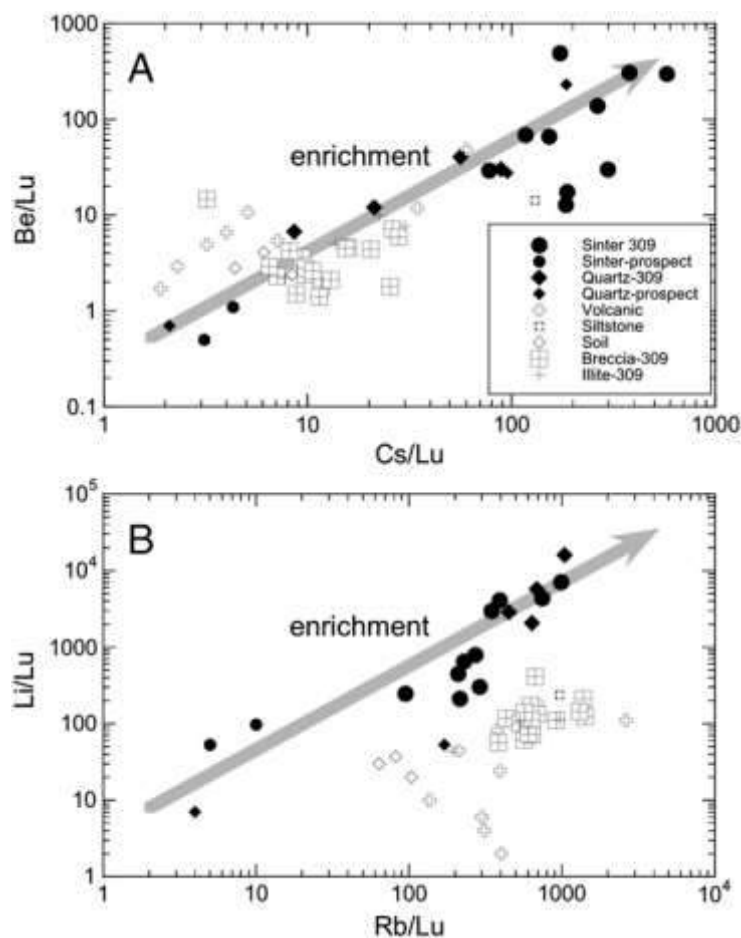 1000
A
100
enrichment
10
Be/Lu
Sinter 309
Sinter-prospect
Quartz-309
Quartz-prospect
Volcanic
Siltstone
Soil
Breccia-309
Illite-309
1
0.1
1 10 100 1000
Cs/Lu
10⁵
B
10⁴
enrichment
1000
Li/Lu
100
10
1
1 10 100 1000 10⁴
Rb/Lu